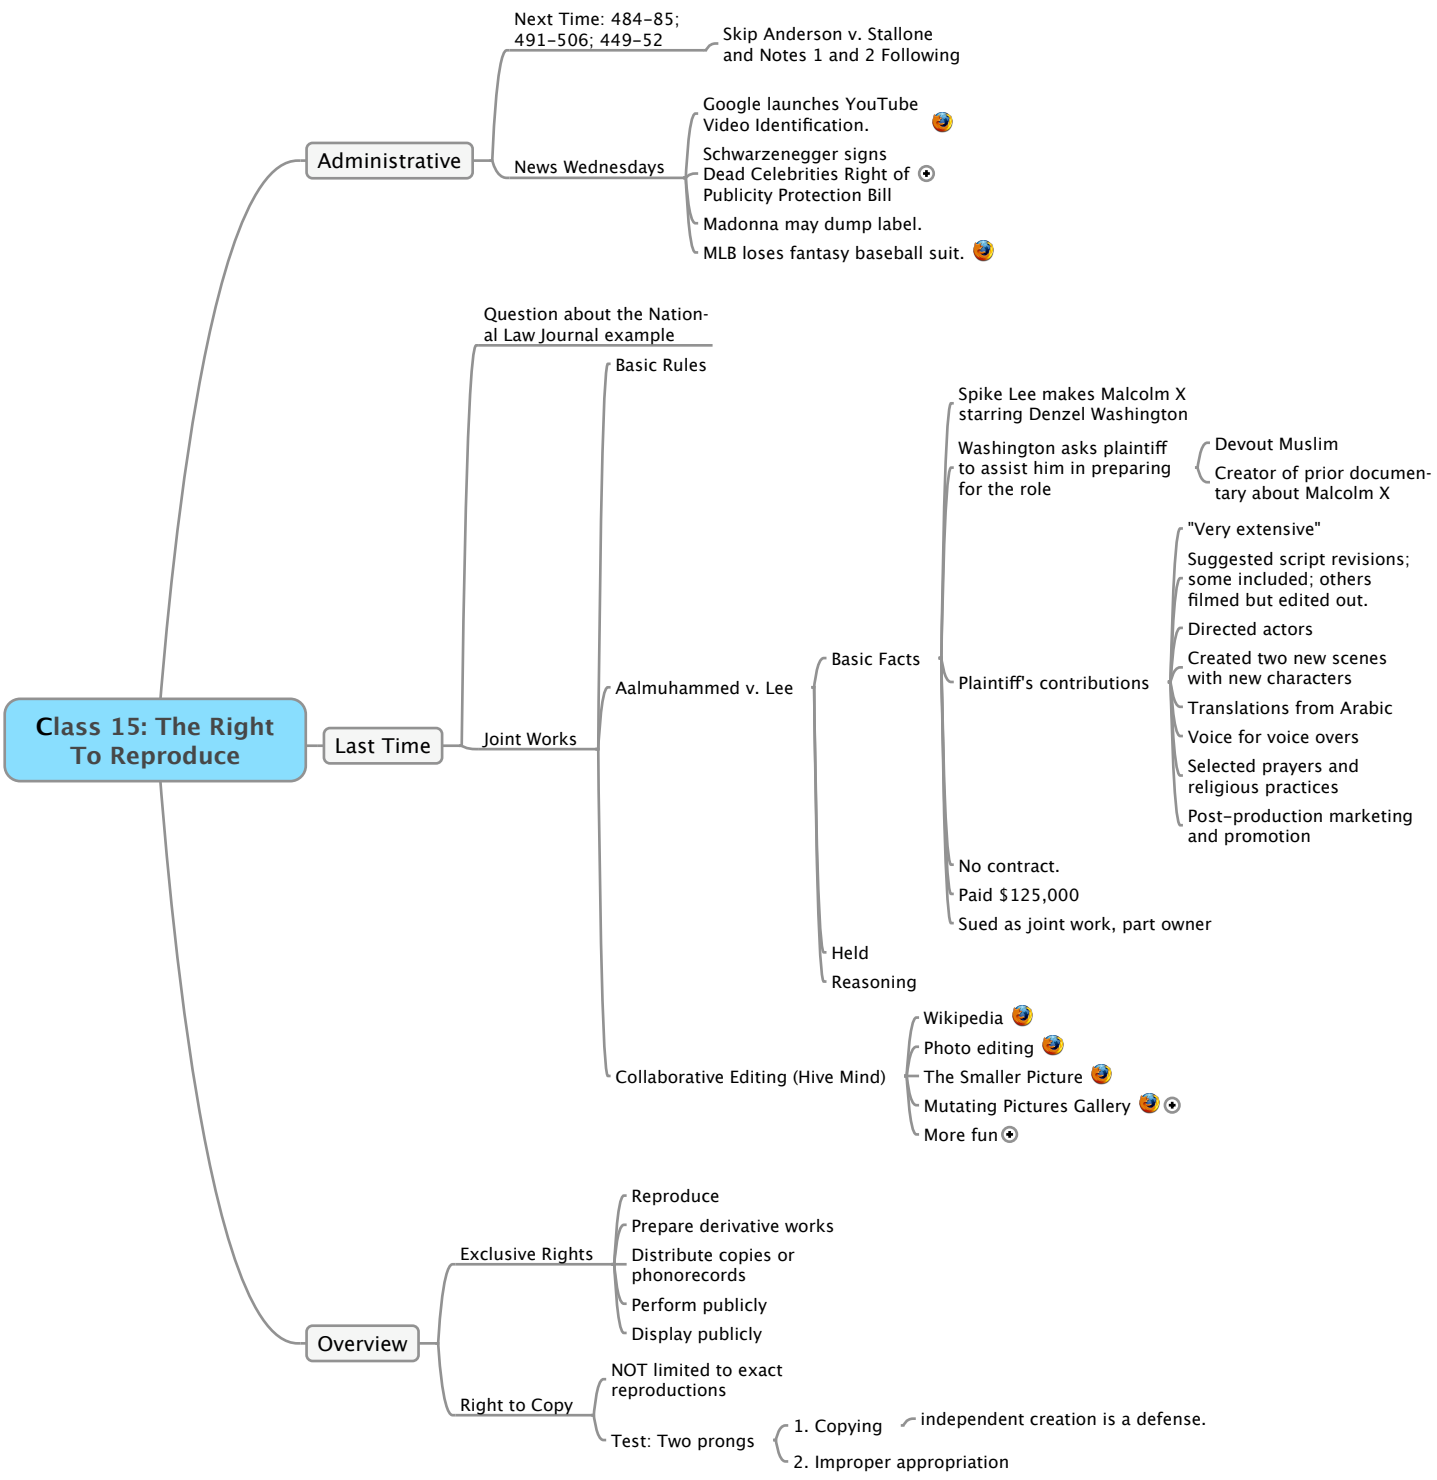 Next Time: 484-85;
491-506; 449-52
Skip Anderson v. Stallone
and Notes 1 and 2 Following
Administrative
News Wednesdays
Google launches YouTube
Video Identification.
Schwarzenegger signs
Dead Celebrities Right of
Publicity Protection Bill
Madonna may dump label.
MLB loses fantasy baseball suit.
Class 15: The Right
To Reproduce
Last Time
Question about the Nation-
al Law Journal example
Joint Works
Basic Rules
Aalmuhammed v. Lee
Basic Facts
Spike Lee makes Malcolm X
starring Denzel Washington
Washington asks plaintiff
to assist him in preparing
for the role
Devout Muslim
Creator of prior documen-
tary about Malcolm X
Plaintiff's contributions
"Very extensive"
Suggested script revisions;
some included; others
filmed but edited out.
Directed actors
Created two new scenes
with new characters
Translations from Arabic
Voice for voice overs
Selected prayers and
religious practices
Post-production marketing
and promotion
No contract.
Paid $125,000
Sued as joint work, part owner
Held
Reasoning
Collaborative Editing (Hive Mind)
Wikipedia
Photo editing
The Smaller Picture
Mutating Pictures Gallery
More fun
Overview
Exclusive Rights
Reproduce
Prepare derivative works
Distribute copies or
phonorecords
Perform publicly
Display publicly
Right to Copy
NOT limited to exact
reproductions
Test: Two prongs
1. Copying
independent creation is a defense.
2. Improper appropriation